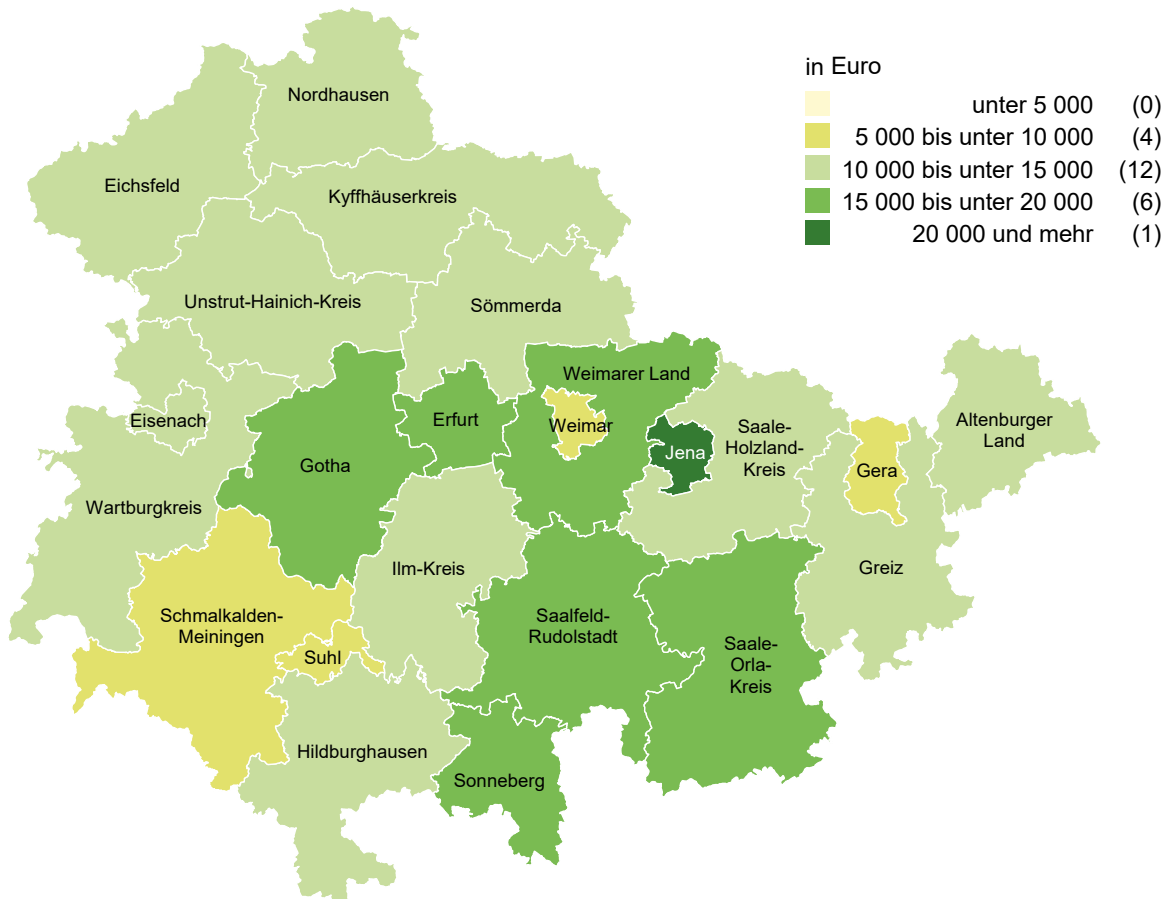 in Euro
unter 5 000 (0)
5 000 bis unter 10 000 (4)
10 000 bis unter 15 000 (12)
15 000 bis unter 20 000 (6)
20 000 und mehr (1)
Nordhausen
Eichsfeld
Kyffhäuserkreis
Unstrut-Hainich-Kreis
Sömmerda
Weimarer Land
Eisenach
Erfurt
Weimar
Saale-
Holzland-
Kreis
Altenburger
Land
Jena
Gotha
Gera
Wartburgkreis
Ilm-Kreis
Greiz
Schmalkalden-
Meiningen
Saalfeld-
Rudolstadt
Suhl
Saale-
Orla-
Kreis
Hildburghausen
Sonneberg